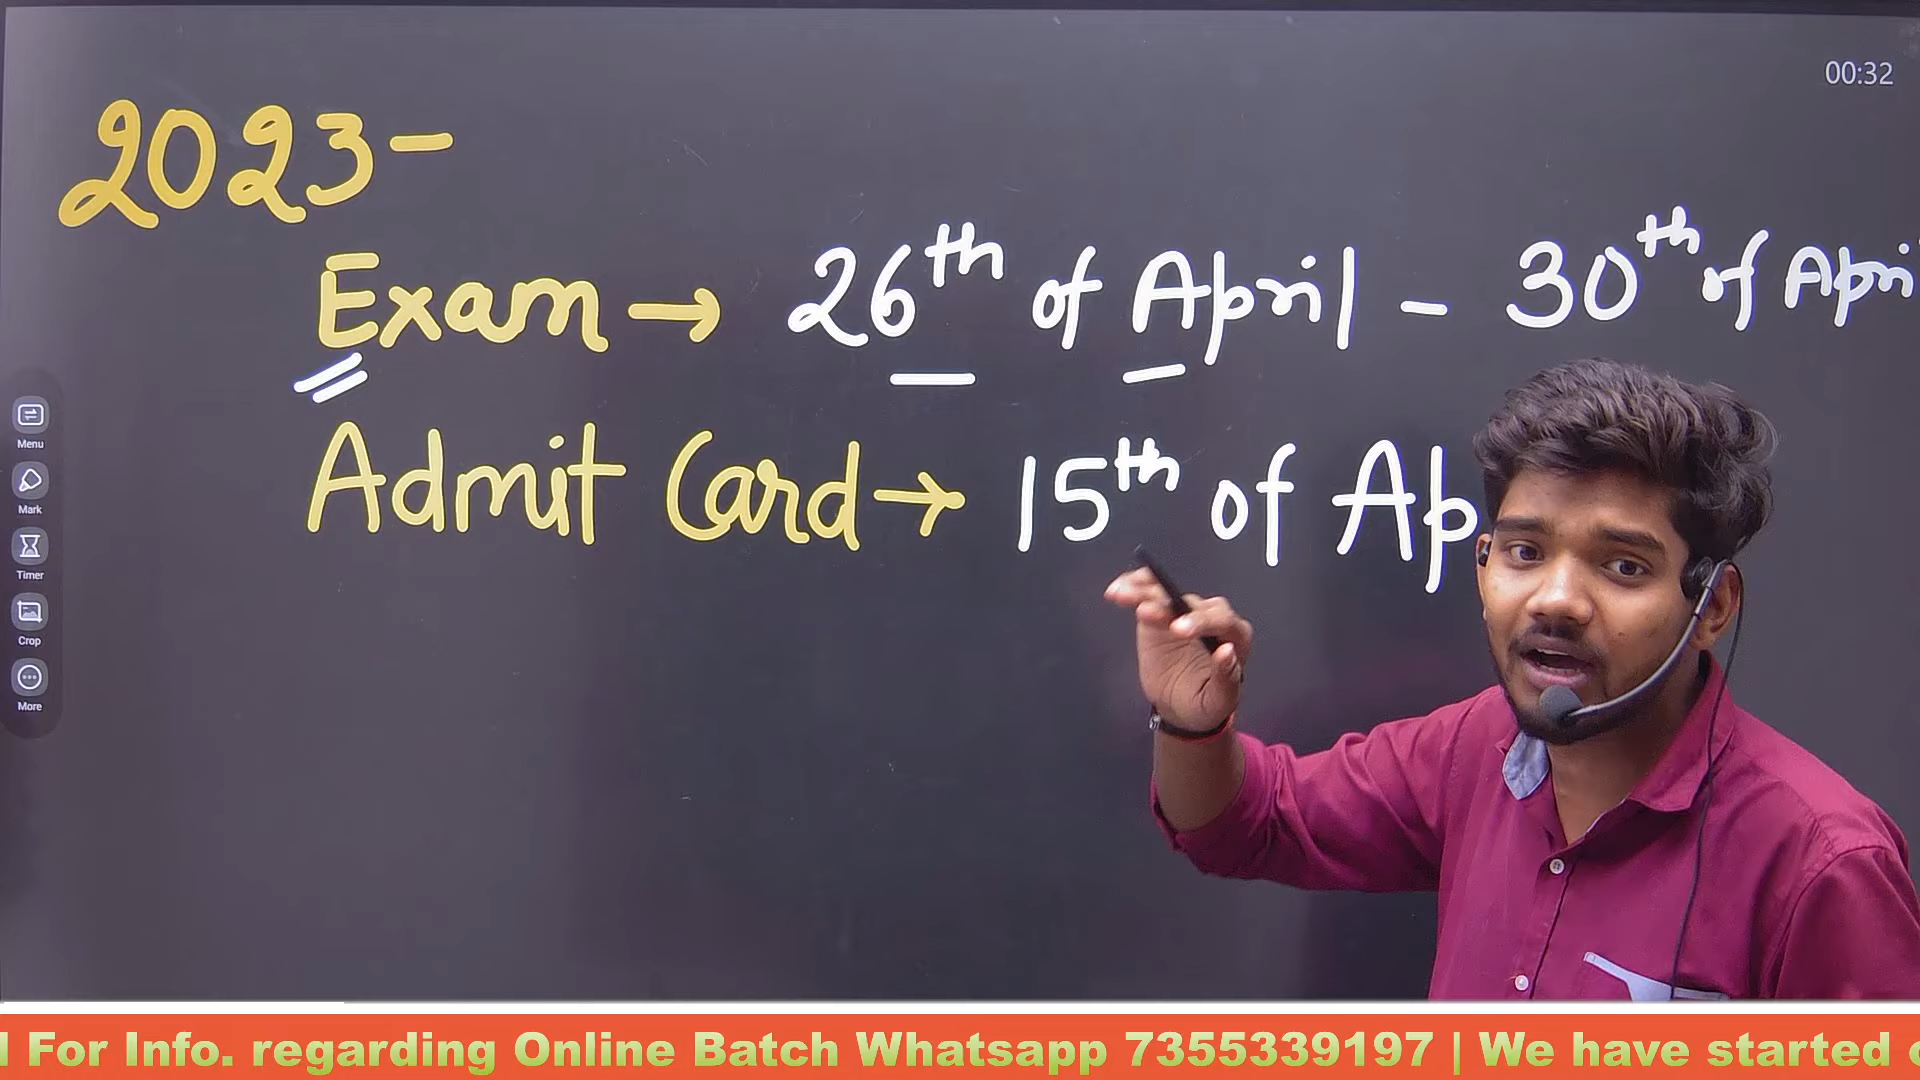 00:32
2023-
Exam → 26th of April - 30th of Apri
Admit Card → 15th of Ap
Menu
Mark
Timer
Crop
More
For Info. regarding Online Batch Whatsapp 7355339197 | We have started